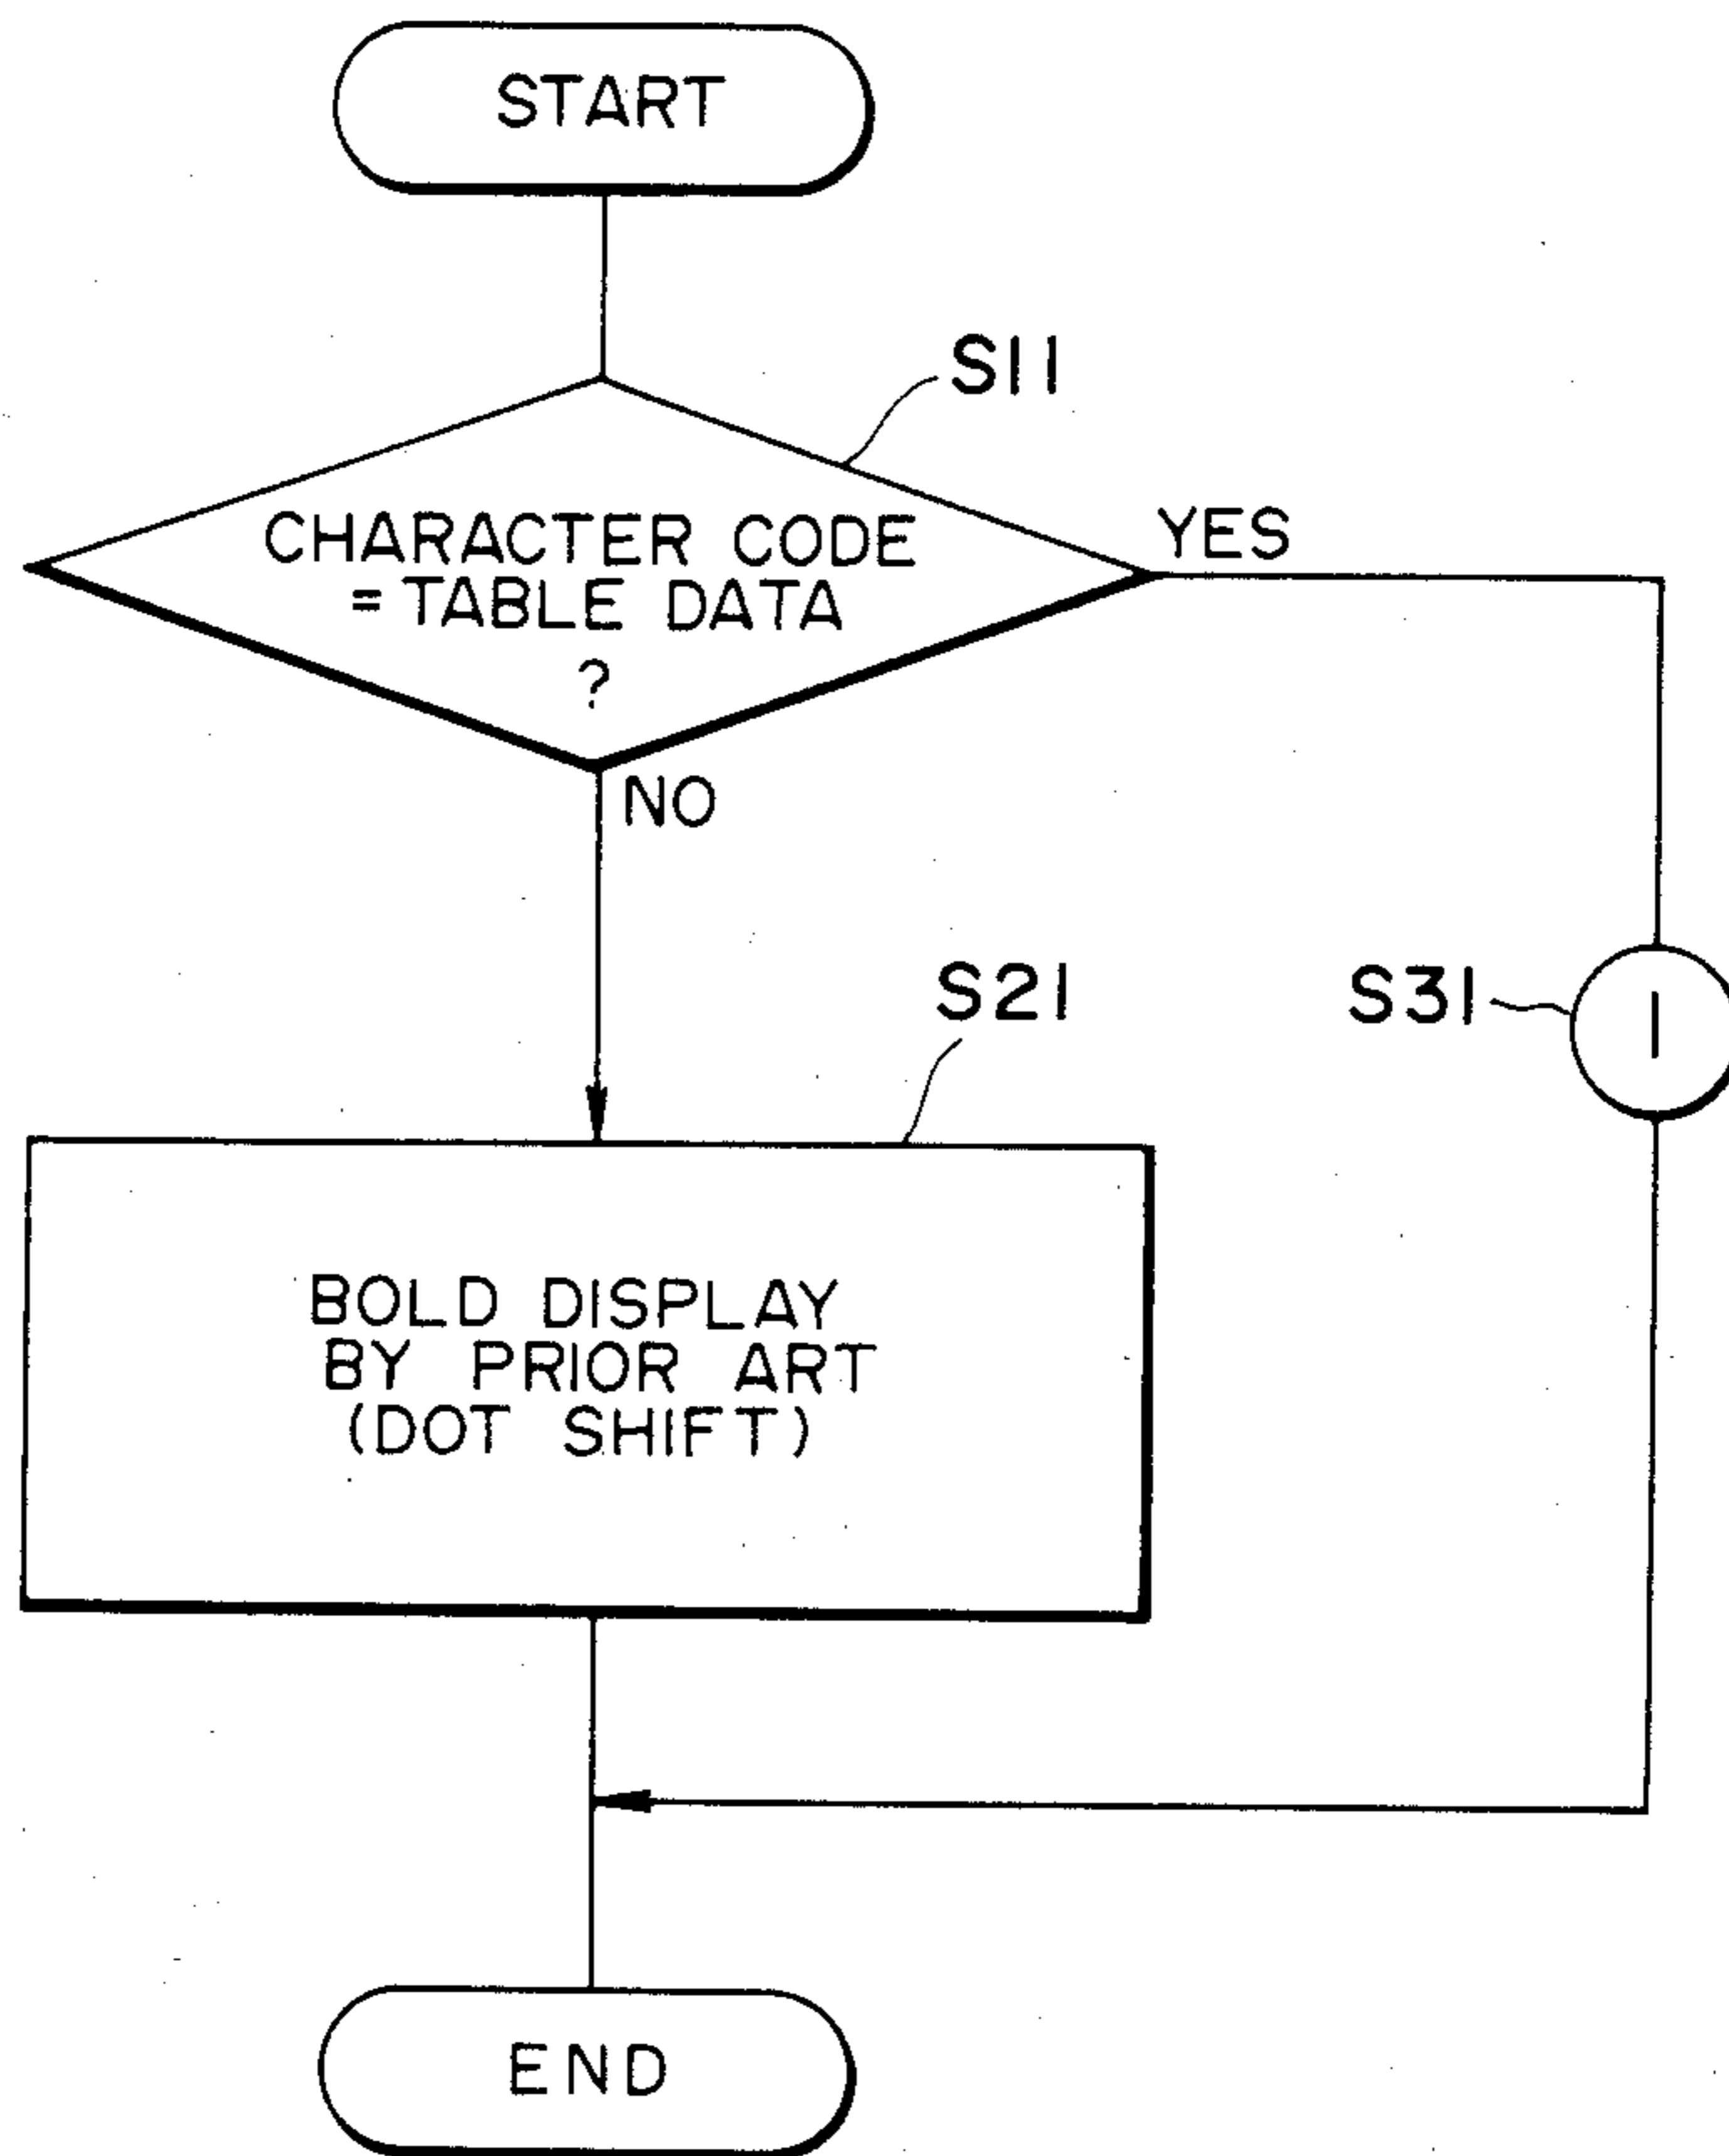 START
S11
CHARACTER CODE
= TABLE DATA
?
YES
NO
S21
S31
1
BOLD DISPLAY
BY PRIOR ART
(DOT SHIFT)
END